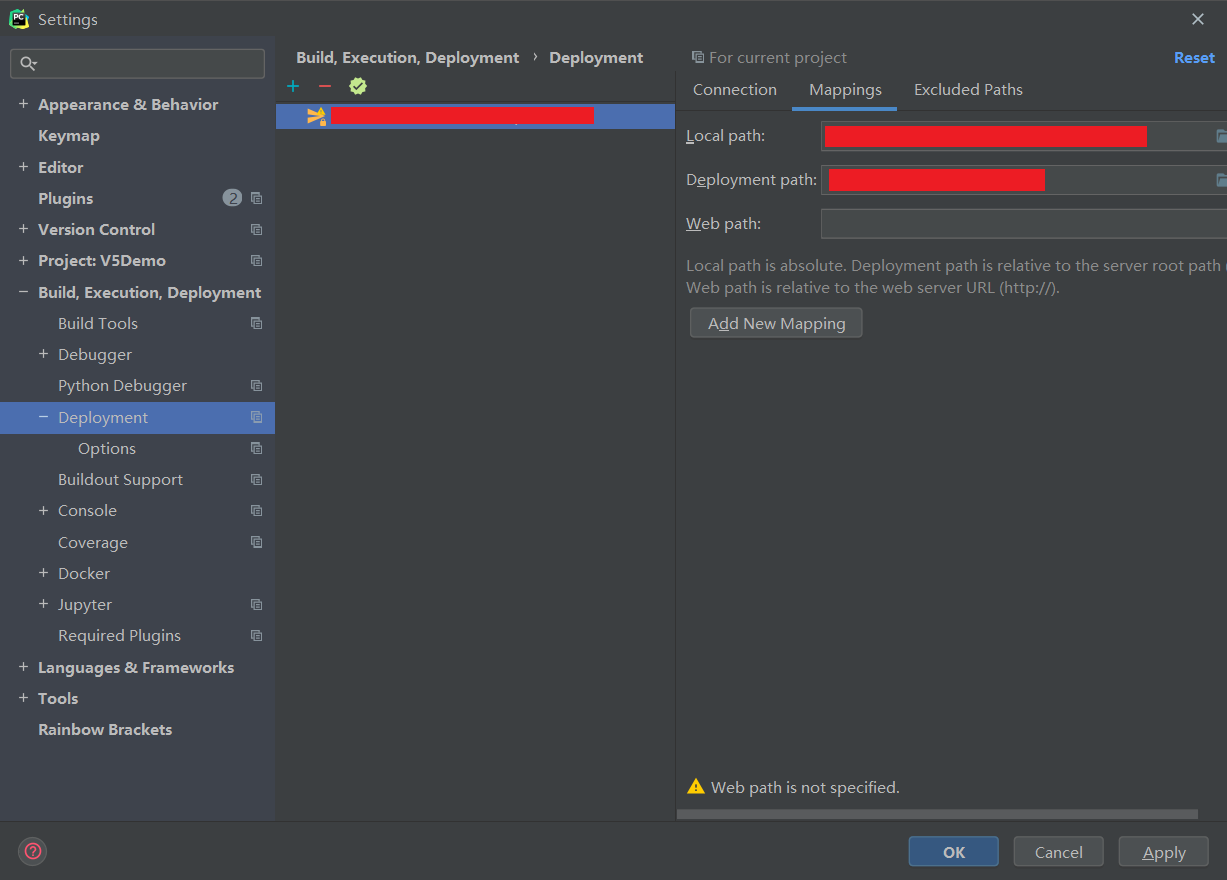 Settings
Build, Execution, Deployment › Deployment
For current project
Reset
Connection
Mappings
Excluded Paths
Appearance & Behavior
Keymap
Editor
Plugins 2
Version Control
Project: V5Demo
Build, Execution, Deployment
Build Tools
Debugger
Python Debugger
Deployment
Options
Buildout Support
Console
Coverage
Docker
Jupyter
Required Plugins
Languages & Frameworks
Tools
Rainbow Brackets
Local path:
Deployment path:
Web path:
Local path is absolute. Deployment path is relative to the server root path
Web path is relative to the web server URL (http://).
Add New Mapping
Web path is not specified.
OK
Cancel
Apply